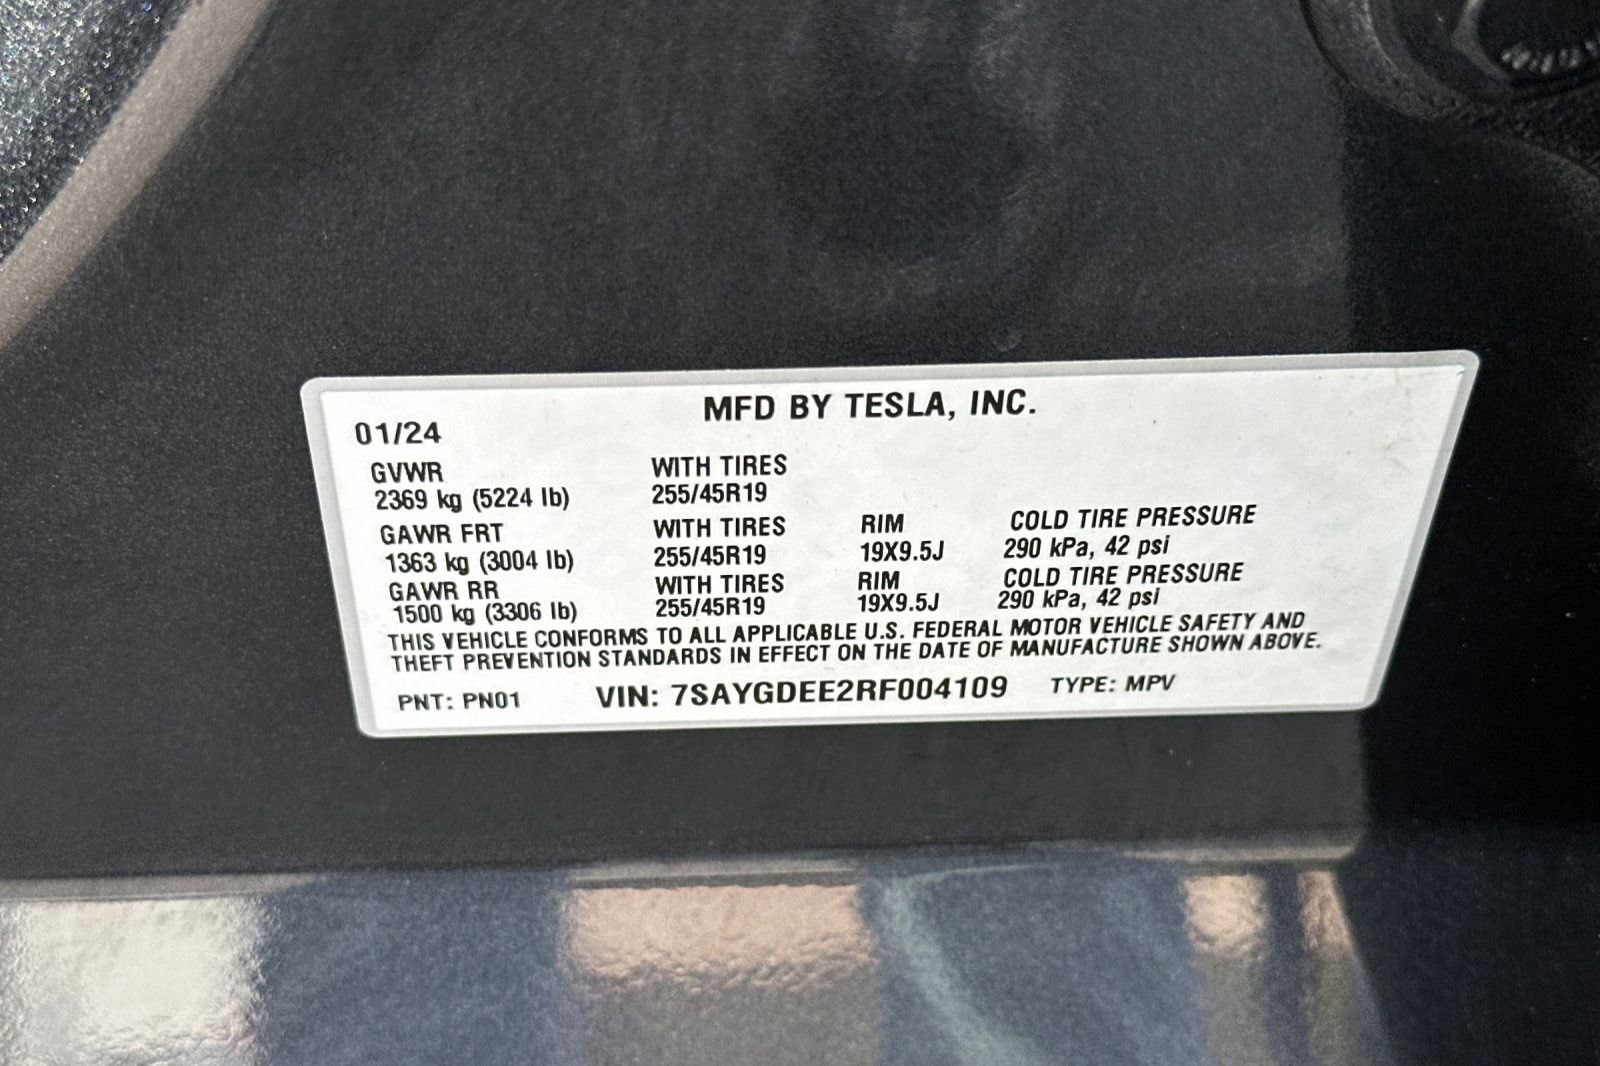 MFD BY TESLA, INC.
01/24
GVWR WITH TIRES
2369 kg (5224 lb) 255/45R19
GAWR FRT WITH TIRES RIM COLD TIRE PRESSURE
1363 kg (3004 lb) 255/45R19 19X9.5J 290 kPa, 42 psi
GAWR RR WITH TIRES RIM COLD TIRE PRESSURE
1500 kg (3306 lb) 255/45R19 19X9.5J 290 kPa, 42 psi
THIS VEHICLE CONFORMS TO ALL APPLICABLE U.S. FEDERAL MOTOR VEHICLE SAFETY AND
THEFT PREVENTION STANDARDS IN EFFECT ON THE DATE OF MANUFACTURE SHOWN ABOVE.
PNT: PN01 VIN: 7SAYGDEE2RF004109 TYPE: MPV